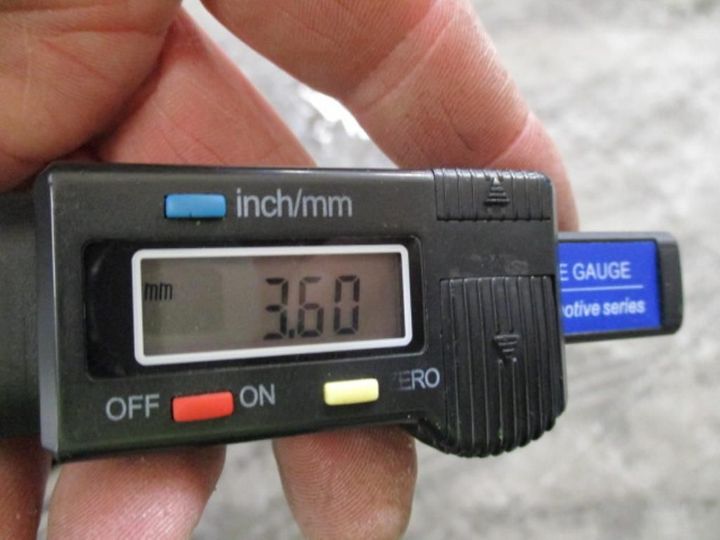 inch/mm
mm 3.60
OFF ON ZERO
E GAUGE
otive series